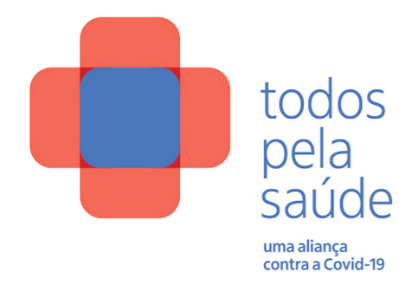 todos
pela
saúde
uma aliança
contra a Covid-19